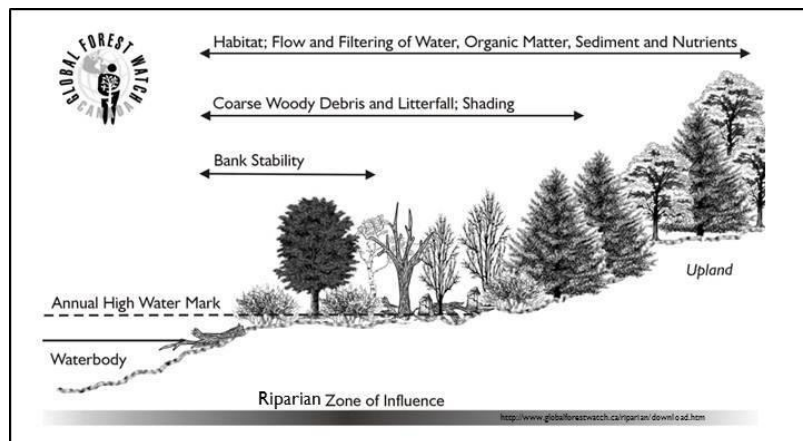 GLOBAL FOREST WATCH
CANADA
Habitat; Flow and Filtering of Water, Organic Matter, Sediment and Nutrients
Coarse Woody Debris and Litterfall; Shading
Bank Stability
Upland
Annual High Water Mark
Waterbody
Riparian Zone of Influence
http://www.globalforestwatch.ca/riparian/download.htm